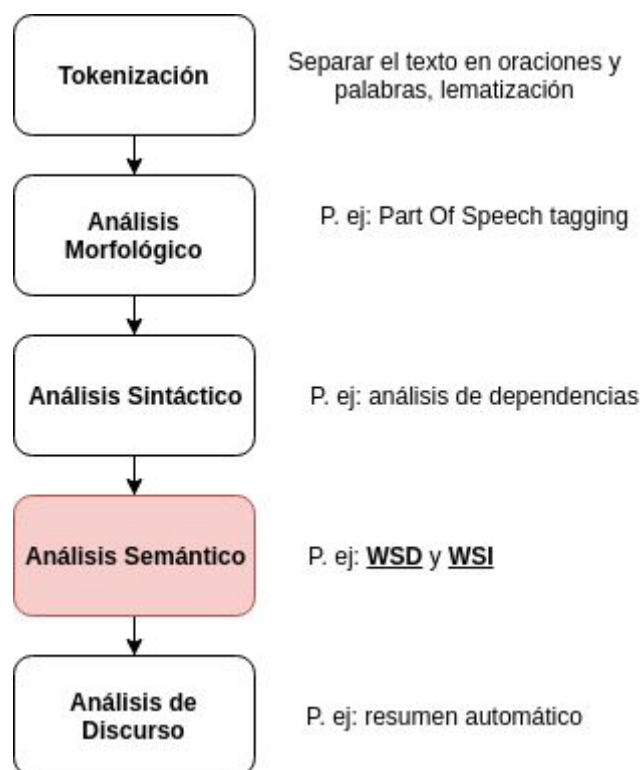 Tokenización
Separar el texto en oraciones y
palabras, lematización
Análisis
Morfológico
P. ej: Part Of Speech tagging
Análisis Sintáctico
P. ej: análisis de dependencias
Análisis Semántico
P. ej: WSD y WSI
Análisis de
Discurso
P. ej: resumen automático